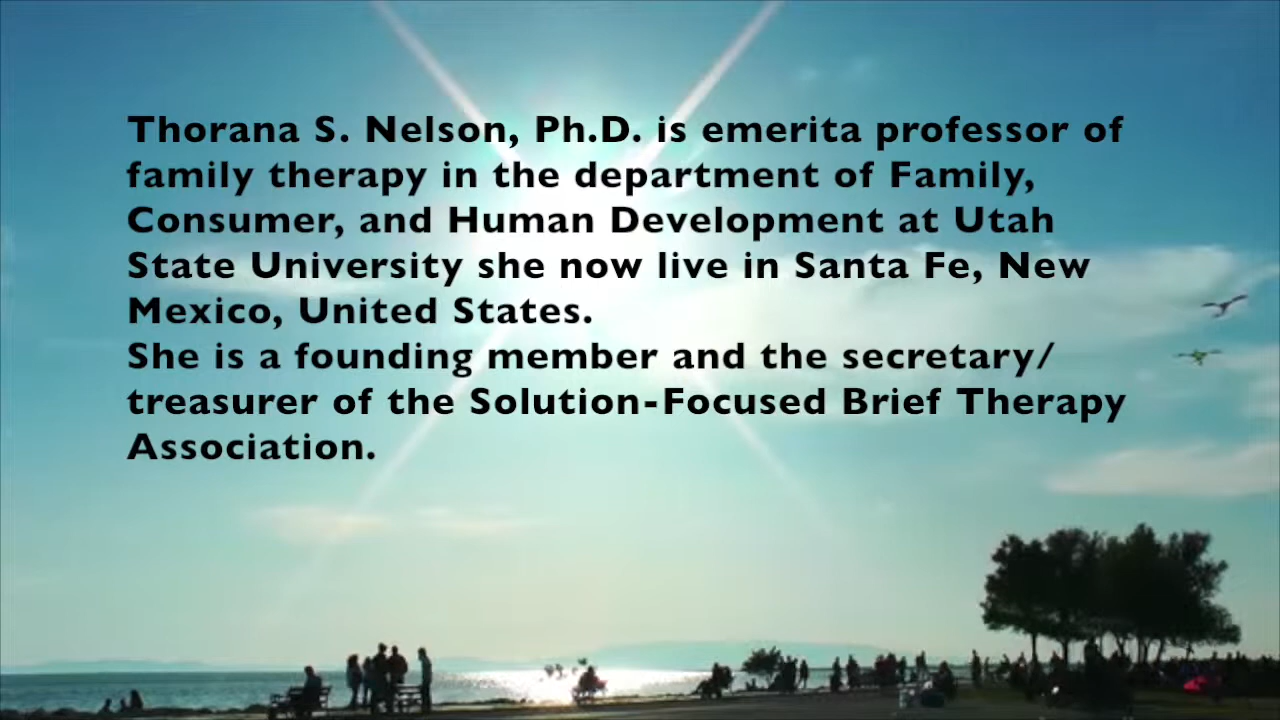 Thorana S. Nelson, Ph.D. is emerita professor of
family therapy in the department of Family,
Consumer, and Human Development at Utah
State University she now live in Santa Fe, New
Mexico, United States.
She is a founding member and the secretary/
treasurer of the Solution-Focused Brief Therapy
Association.